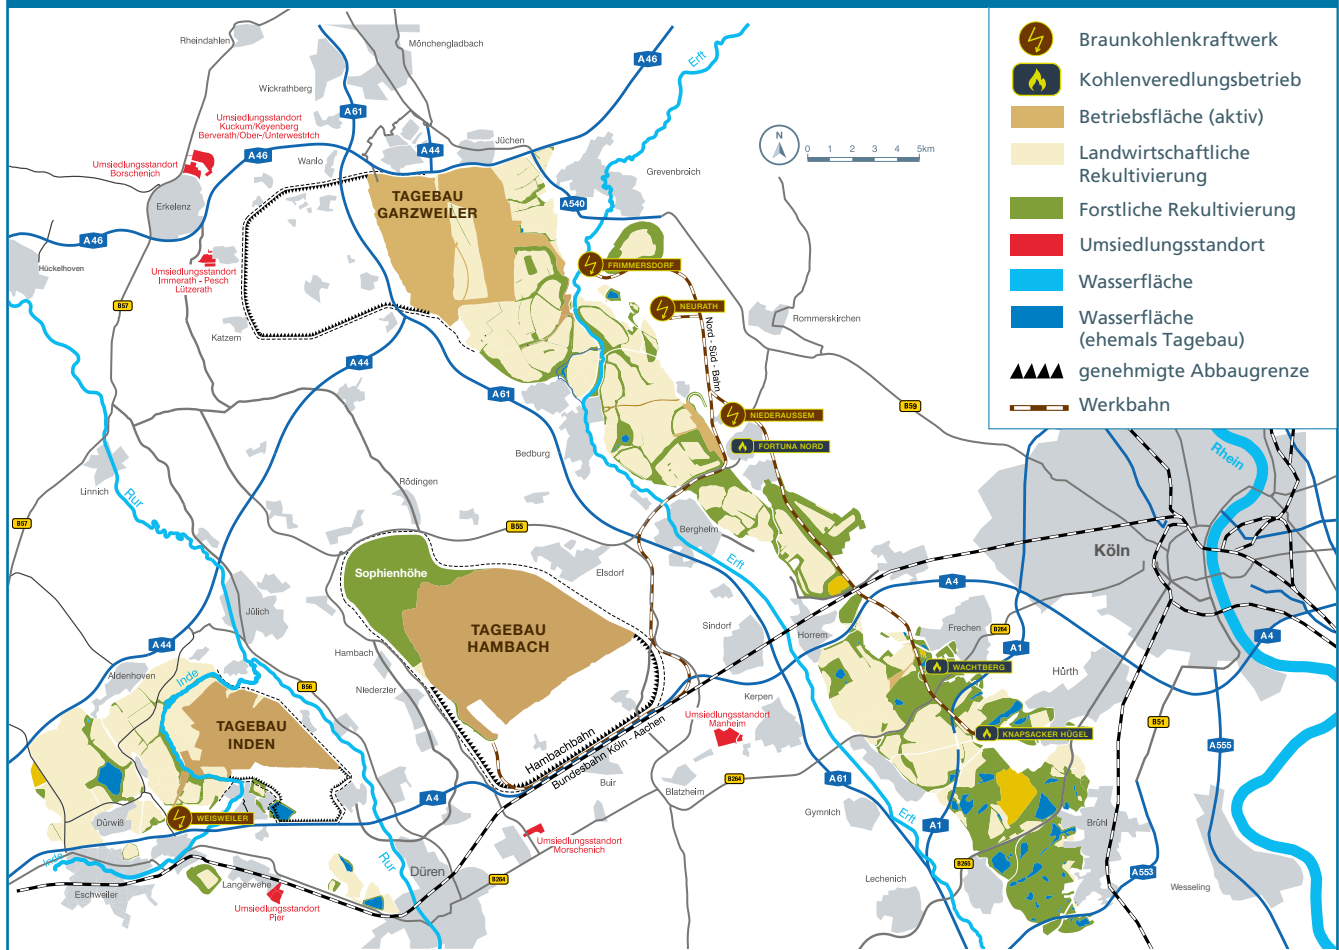 Braunkohlenkraftwerk
Kohlenveredlungsbetrieb
Betriebsfläche (aktiv)
Landwirtschaftliche
Rekultivierung
Forstliche Rekultivierung
Umsiedlungsstandort
Wasserfläche
Wasserfläche
(ehemals Tagebau)
genehmigte Abbaugrenze
Werkbahn
N
0 1 2 3 4 5km
Rheindahlen
Mönchengladbach
Erft
A46
Wickrathberg
A61
Umsiedlungsstandort
Kuckum/Keyenberg
Berverath/Ober-/Unterwestrich
A46
Wanlo
A44
Jüchen
Umsiedlungsstandort
Borschenich
Grevenbroich
TAGEBAU
GARZWEILER
A540
Erkelenz
A46
Hückelhoven
Umsiedlungsstandort
Immerath - Pesch
Lützerath
FRIMMERSDORF
B57
NEURATH
Rommerskirchen
Nord - Süd - Bahn
Katzem
A44
A61
B59
NIEDERAUSSEM
FORTUNA NORD
Bedburg
Rhein
Linnich
Rur
Rödingen
B57
B55
Bergheim
Köln
Sophienhöhe
Elsdorf
Erft
A4
Jülich
TAGEBAU
HAMBACH
Sindorf
Horrem
Frechen
B264
A1
A4
A44
Hambach
Aldenhoven
Inde
B56
Niederzier
WACHTBERG
Hürth
Kerpen
TAGEBAU
INDEN
Umsiedlungsstandort
Manheim
B51
KNAPSACKER HÜGEL
A555
Hambachbahn
Bundesbahn Köln - Aachen
Buir
B264
A61
Blatzheim
A4
Gymnich
Erft
A1
Brühl
WEISWEILER
Dürwiß
Umsiedlungsstandort
Morschenich
Inde
Rur
Düren
B264
B265
A553
Eschweiler
Langerwehe
Lechenich
Wesseling
Umsiedlungsstandort
Pier